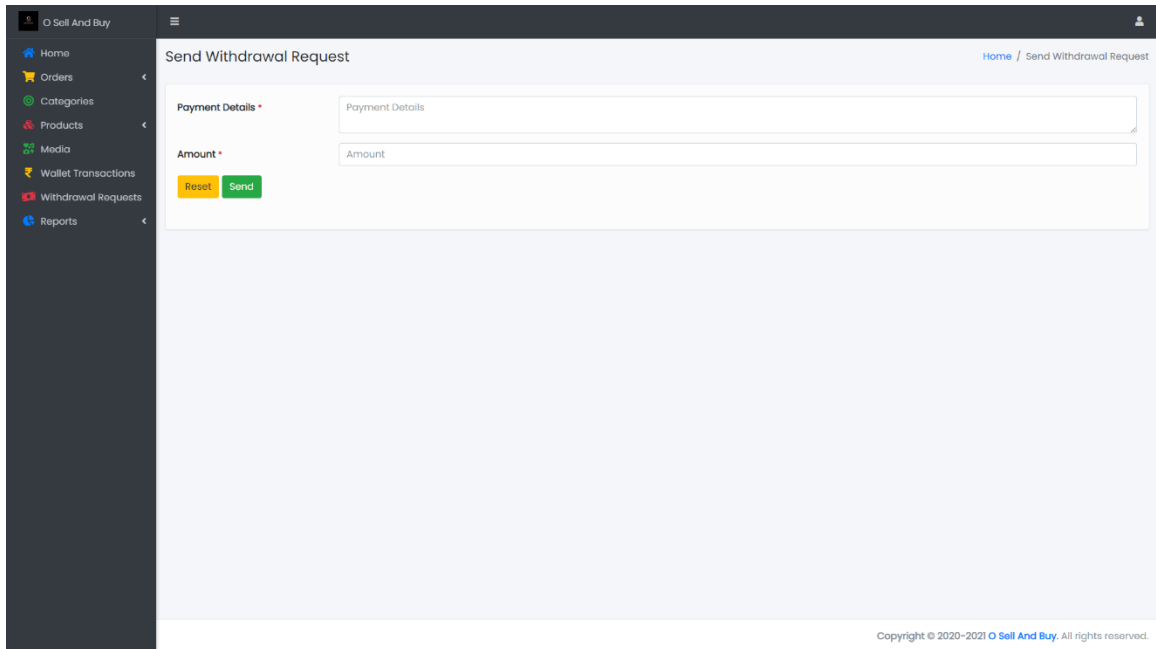 O Sell And Buy
Home
Orders
Categories
Products
Media
Wallet Transactions
Withdrawal Requests
Reports
Send Withdrawal Request
Home / Send Withdrawal Request
Payment Details *
Payment Details
Amount *
Amount
Reset Send
Copyright © 2020-2021 O Sell And Buy. All rights reserved.